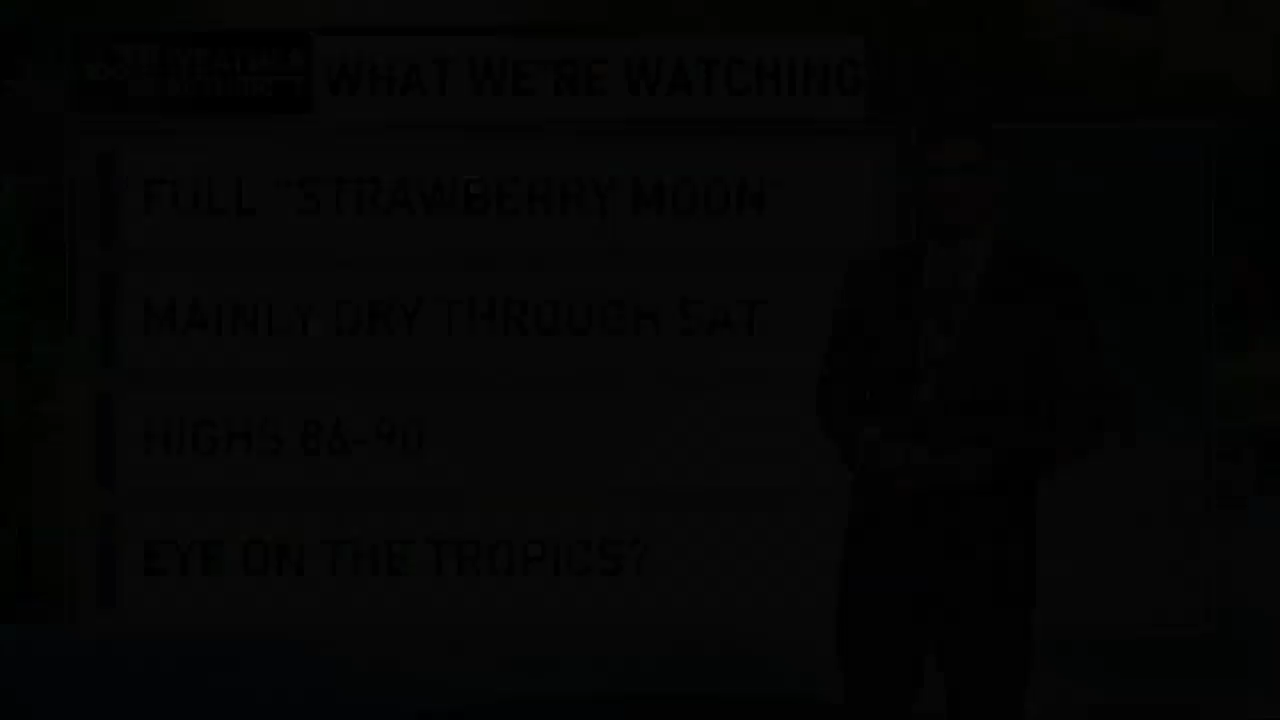 WHAT WE'RE WATCHING
FULL "STRAWBERRY MOON"
MAINLY DRY THROUGH SAT
HIGHS 86-90
EYE ON THE TROPICS?